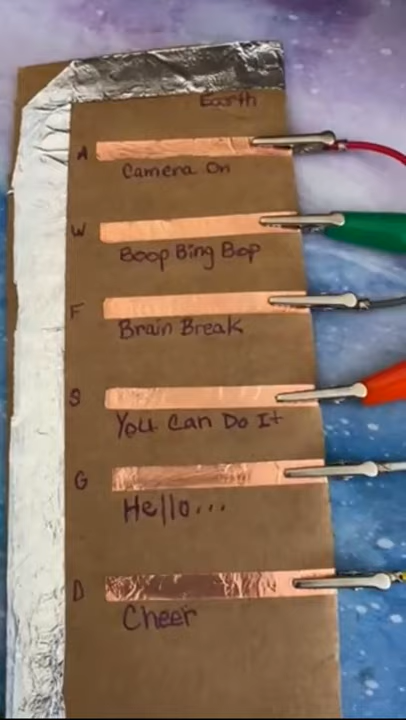 Earth
A
Camera On
W
Boop Bing Bop
F
Brain Break
S
You Can Do It
G
Hello...
D
Cheer